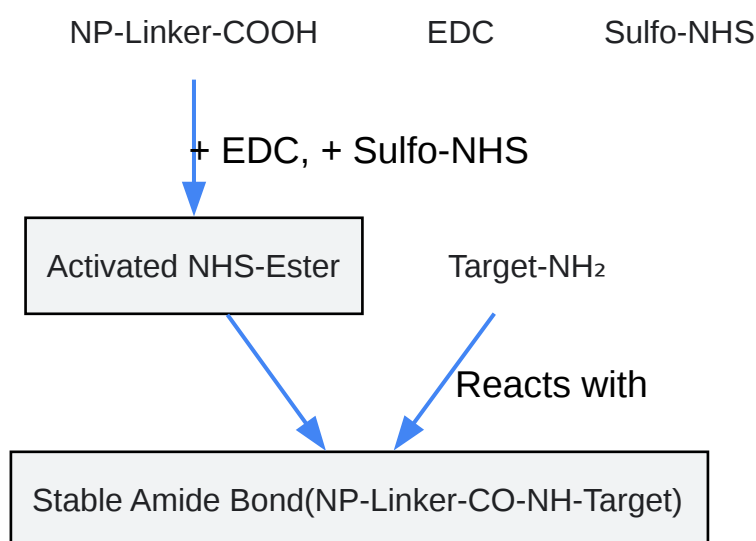 NP-Linker-COOH EDC Sulfo-NHS
+ EDC, + Sulfo-NHS
Activated NHS-Ester Target-NH₂
Reacts with
Stable Amide Bond(NP-Linker-CO-NH-Target)